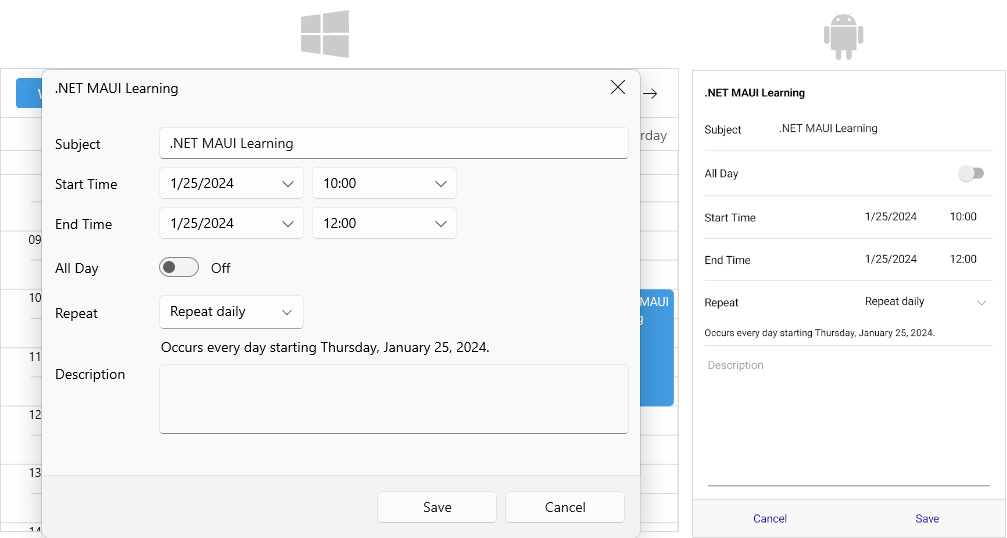 .NET MAUI Learning
Subject .NET MAUI Learning
Start Time 1/25/2024 10:00
End Time 1/25/2024 12:00
All Day Off
Repeat Repeat daily
Occurs every day starting Thursday, January 25, 2024.
Description
Save Cancel
rday
09
10
11
12
13
MAUI
.NET MAUI Learning
Subject .NET MAUI Learning
All Day
Start Time 1/25/2024 10:00
End Time 1/25/2024 12:00
Repeat Repeat daily
Occurs every day starting Thursday, January 25, 2024.
Description
Cancel Save